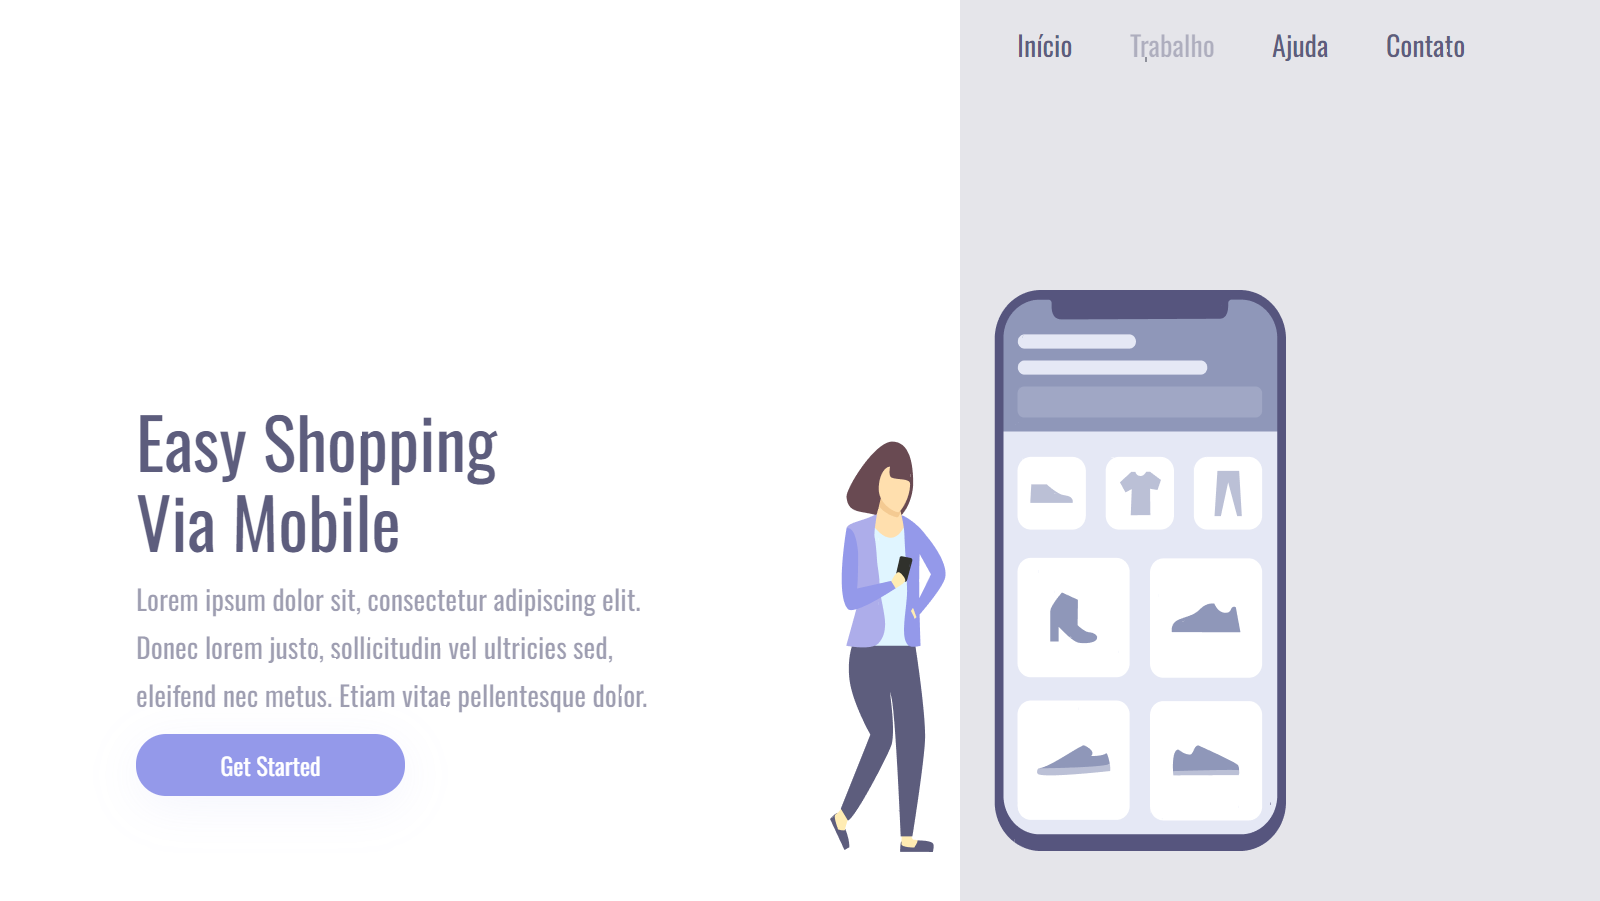 Início Trabalho Ajuda Contato
Easy Shopping
Via Mobile
Lorem ipsum dolor sit, consectetur adipiscing elit.
Donec lorem justo, sollicitudin vel ultricies sed,
eleifend nec metus. Etiam vitae pellentesque dolor.
Get Started